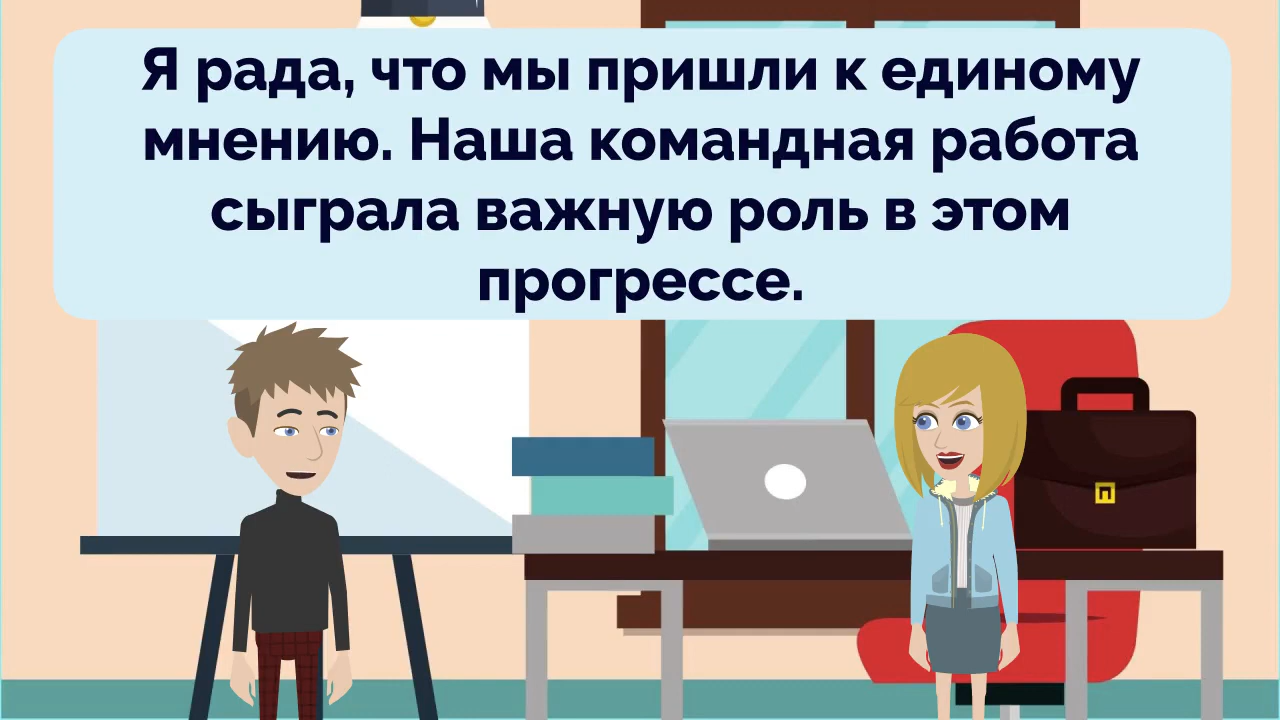 Я рада, что мы пришли к единому
мнению. Наша командная работа
сыграла важную роль в этом
прогрессе.